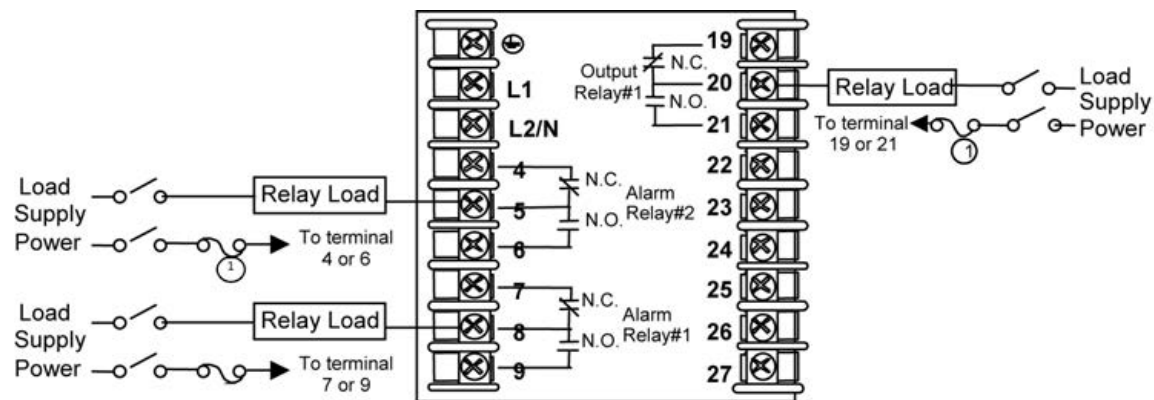 L1
L2/N
4
5
6
7
8
9
N.C.
Alarm
Relay#2
N.O.
N.C.
Alarm
Relay#1
N.O.
Load
Supply
Power
Relay Load
To terminal
4 or 6
1
Load
Supply
Power
Relay Load
To terminal
7 or 9
Output
Relay#1
N.C.
N.O.
19
20
21
22
23
24
25
26
27
Relay Load
Load
Supply
Power
To terminal
19 or 21
1